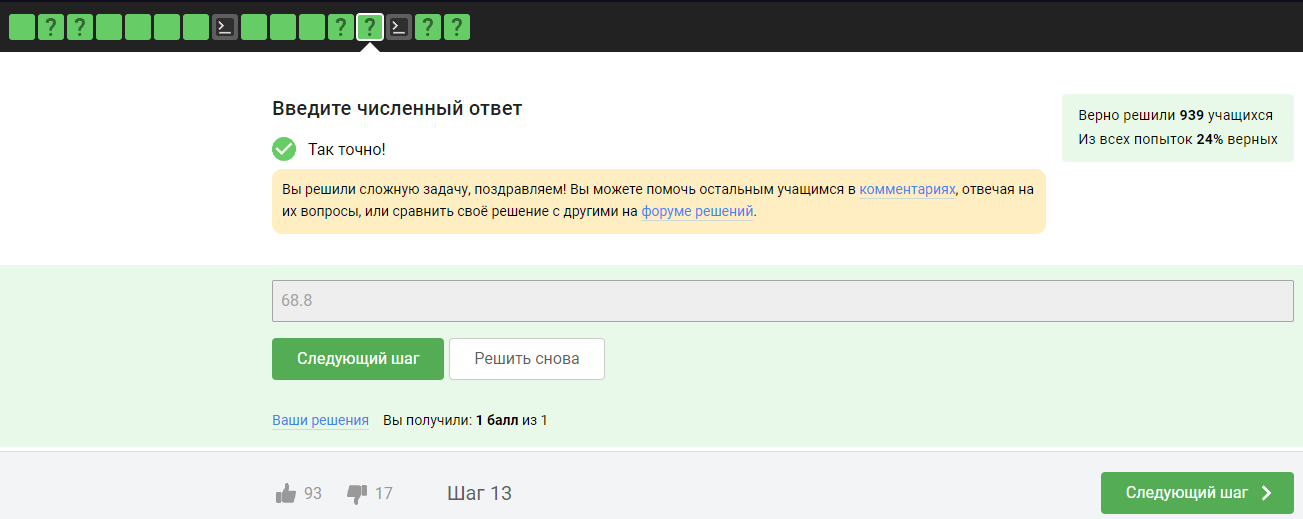 ? ? ? ? ? ?
Введите численный ответ
Так точно!
Вы решили сложную задачу, поздравляем! Вы можете помочь остальным учащимся в комментариях, отвечая на
их вопросы, или сравнить своё решение с другими на форуме решений.
Верно решили 939 учащихся
Из всех попыток 24% верных
68.8
Следующий шаг
Решить снова
Ваши решения Вы получили: 1 балл из 1
93 17 Шаг 13
Следующий шаг